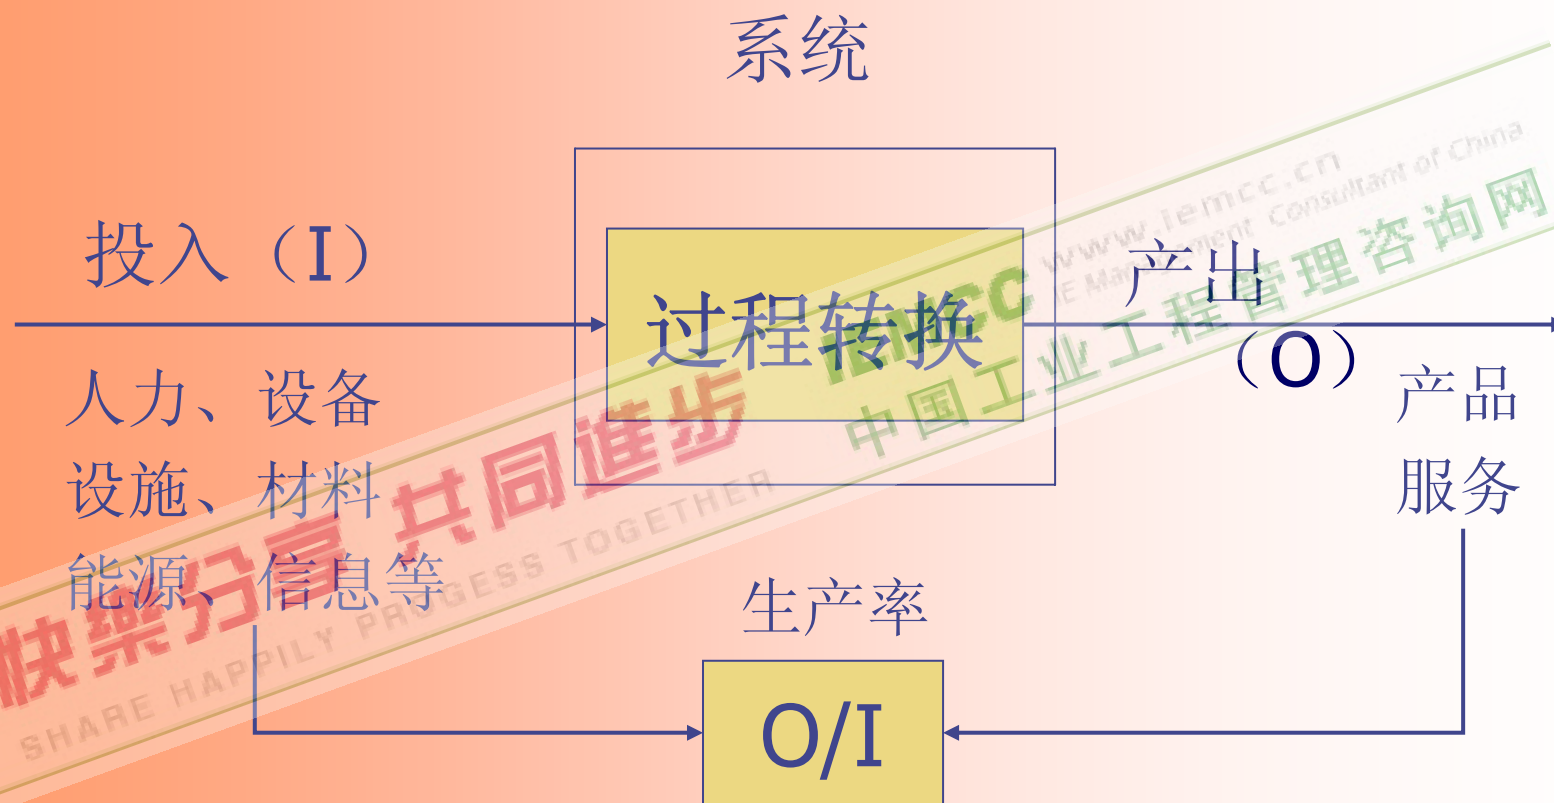 系统
投入（I）
过程转换
产出
（O）
人力、设备
设施、材料
能源、信息等
产品
服务
生产率
O/I
快樂分享 共同進步
SHARE HAPPILY PROGESS TOGETHER
IEMCC
www.iemcc.cn
IE Management Consultant of China
中国工业工程管理咨询网